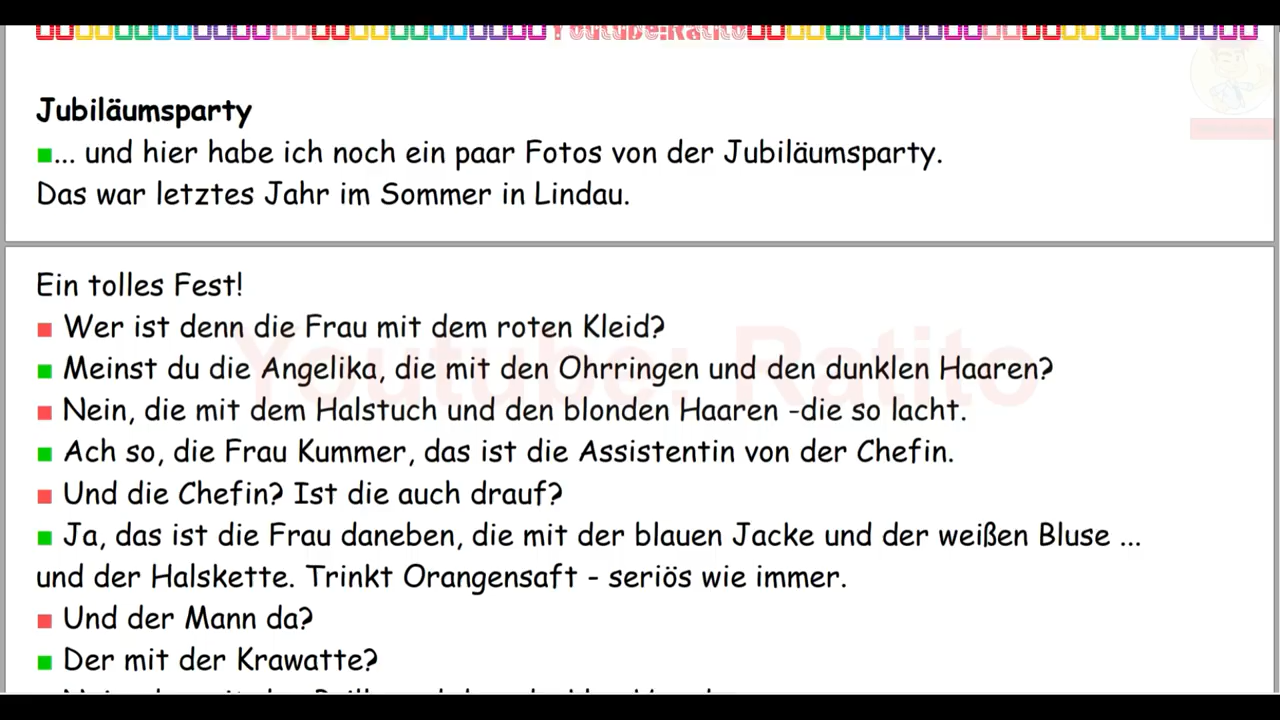 Youtube:Ratito
Jubiläumsparty
... und hier habe ich noch ein paar Fotos von der Jubiläumsparty.
Das war letztes Jahr im Sommer in Lindau.
Ein tolles Fest!
Wer ist denn die Frau mit dem roten Kleid?
Meinst du die Angelika, die mit den Ohrringen und den dunklen Haaren?
Youtube: Ratito
Nein, die mit dem Halstuch und den blonden Haaren -die so lacht.
Ach so, die Frau Kummer, das ist die Assistentin von der Chefin.
Und die Chefin? Ist die auch drauf?
Ja, das ist die Frau daneben, die mit der blauen Jacke und der weißen Bluse ...
und der Halskette. Trinkt Orangensaft - seriös wie immer.
Und der Mann da?
Der mit der Krawatte?